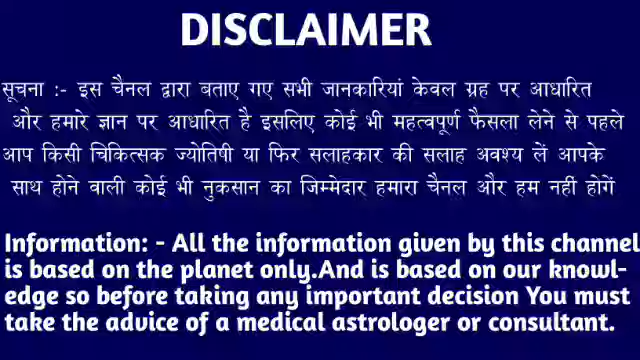 DISCLAIMER
सूचना :- इस चैनल द्वारा बताए गए सभी जानकारियां केवल ग्रह पर आधारित
और हमारे ज्ञान पर आधारित है इसलिए कोई भी महत्वपूर्ण फैसला लेने से पहले
आप किसी चिकित्सक ज्योतिषी या फिर सलाहकार की सलाह अवश्य लें आपके
साथ होने वाली कोई भी नुकसान का जिम्मेदार हमारा चैनल और हम नहीं होगें
Information: - All the information given by this channel
is based on the planet only.And is based on our knowl-
edge so before taking any important decision You must
take the advice of a medical astrologer or consultant.